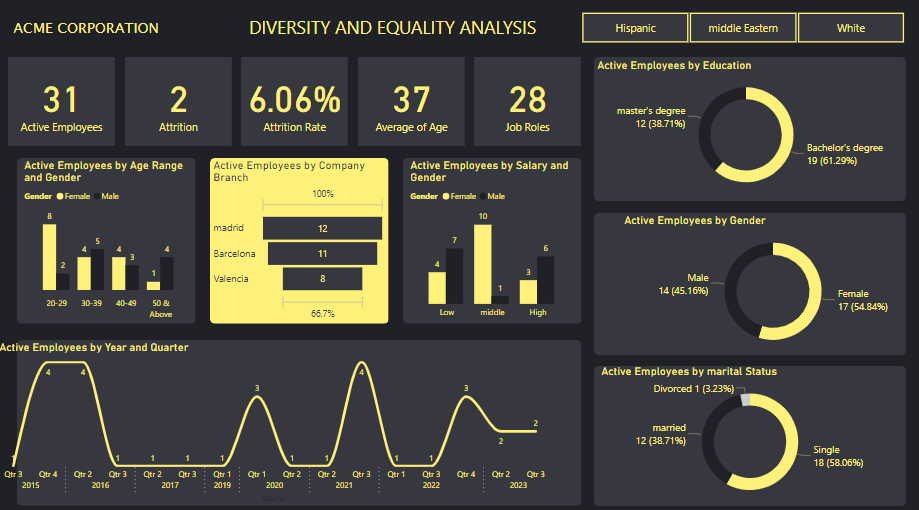 ACME CORPORATION
DIVERSITY AND EQUALITY ANALYSIS
Hispanic
middle Eastern
White
31
Active Employees
2
Attrition
6.06%
Attrition Rate
37
Average of Age
28
Job Roles
Active Employees by Education
master's degree
12 (38.71%)
Bachelor's degree
19 (61.29%)
Active Employees by Age Range
and Gender
Gender Female Male
8
2
4
5
4
3
1
4
20-29 30-39 40-49 50 &
Above
Active Employees by Company
Branch
100%
madrid 12
Barcelona 11
Valencia 8
66.7%
Active Employees by Salary and
Gender
Gender Female Male
4
7
10
1
3
6
Low middle High
Active Employees by Gender
Male
14 (45.16%)
Female
17 (54.84%)
Active Employees by Year and Quarter
1 4 4 1 1 1 1 3 1 1 4 1 1 3 2 2
Qtr 3 Qtr 4 Qtr 2 Qtr 3 Qtr 2 Qtr 3 Qtr 1 Qtr 1 Qtr 2 Qtr 2 Qtr 3 Qtr 1 Qtr 3 Qtr 4 Qtr 2 Qtr 3
2015 2016 2017 2019 2020 2021 2022 2023
Quarter
Active Employees by marital Status
Divorced 1 (3.23%)
married
12 (38.71%)
Single
18 (58.06%)